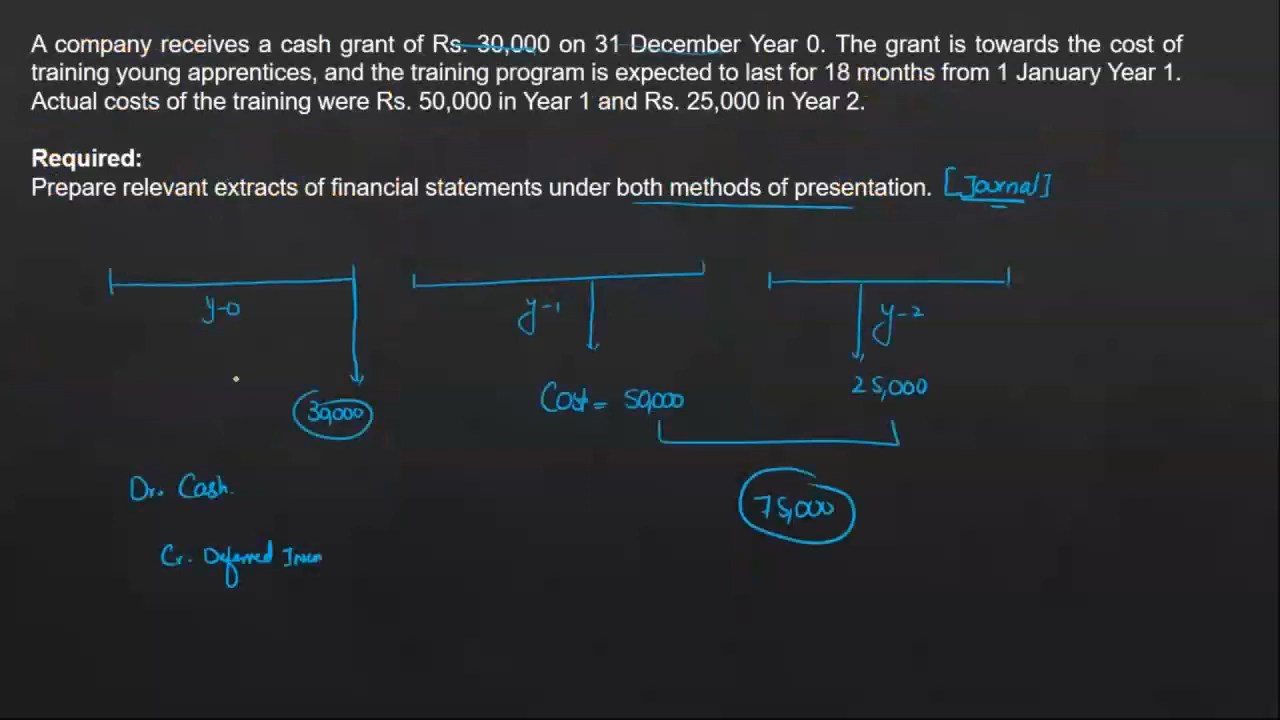 A company receives a cash grant of Rs. 30,000 on 31 December Year 0. The grant is towards the cost of
training young apprentices, and the training program is expected to last for 18 months from 1 January Year 1.
Actual costs of the training were Rs. 50,000 in Year 1 and Rs. 25,000 in Year 2.
Required:
Prepare relevant extracts of financial statements under both methods of presentation. [Journal]
y-0 y-1 y-2
30,000 Cost = 50,000 25,000
Dr. Cash.
75,000
Cr. Deferred Incm